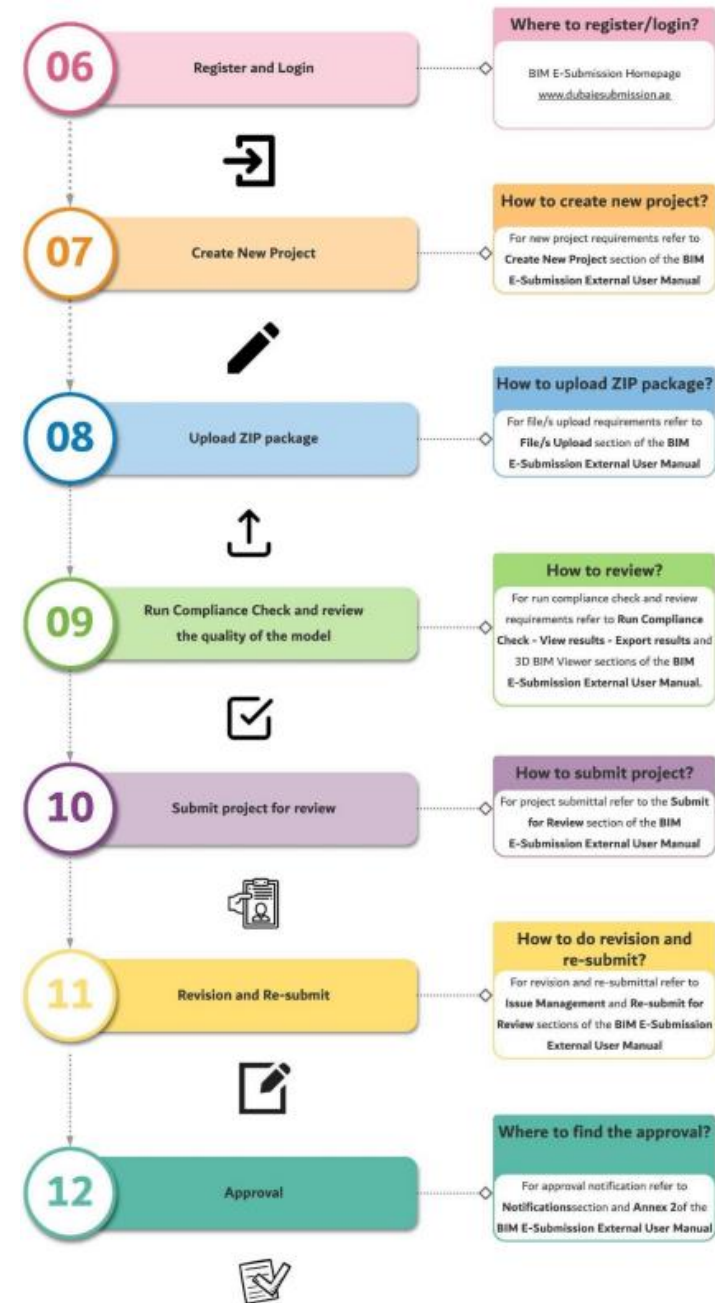 06
Register and Login
Where to register/login?
BIM E-Submission Homepage
www.dubaiesubmission.ae
07
Create New Project
How to create new project?
For new project requirements refer to
Create New Project section of the BIM
E-Submission External User Manual
08
Upload ZIP package
How to upload ZIP package?
For file/s upload requirements refer to
File/s Upload section of the BIM
E-Submission External User Manual
09
Run Compliance Check and review
the quality of the model
How to review?
For run compliance check and review
requirements refer to Run Compliance
Check - View results - Export results and
3D BIM Viewer sections of the BIM
E-Submission External User Manual.
10
Submit project for review
How to submit project?
For project submittal refer to the Submit
for Review section of the BIM
E-Submission External User Manual
11
Revision and Re-submit
How to do revision and
re-submit?
For revision and re-submittal refer to
Issue Management and Re-submit for
Review sections of the BIM E-Submission
External User Manual
12
Approval
Where to find the approval?
For approval notification refer to
Notificationssection and Annex 2of the
BIM E-Submission External User Manual